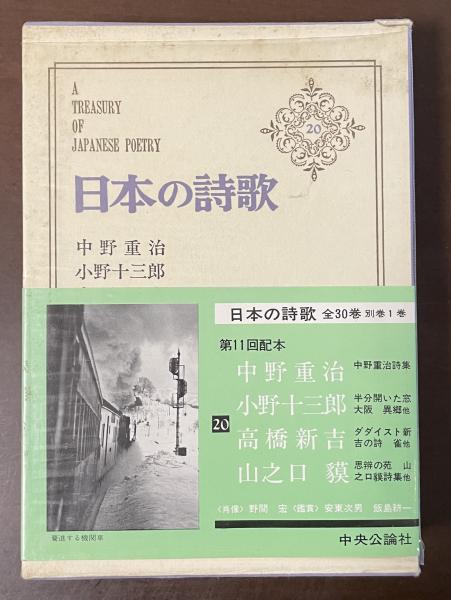 A
TREASURY
OF
JAPANESE POETRY
20
日本の詩歌
中野重治
小野十三郎
日本の詩歌 全30巻 別巻1巻
第11回配本
中野重治 中野重治詩集
小野十三郎 半分開いた窓
大阪 異郷他
20
高橋新吉 ダダイスト新
吉の詩 雀他
山之口貘 思辨の苑 山
之口貘詩集他
〈肖像〉野間 宏〈鑑賞〉安東次男 飯島耕一
驀進する機関車
中央公論社